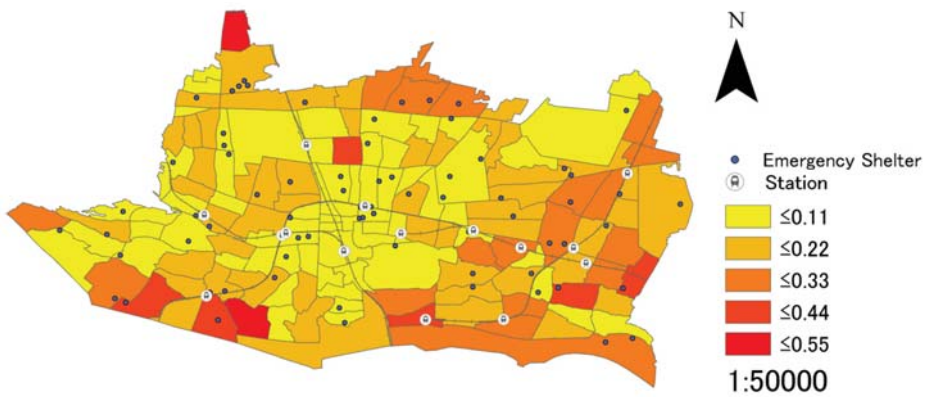 N
Emergency Shelter
Station
≤0.11
≤0.22
≤0.33
≤0.44
≤0.55
1:50000